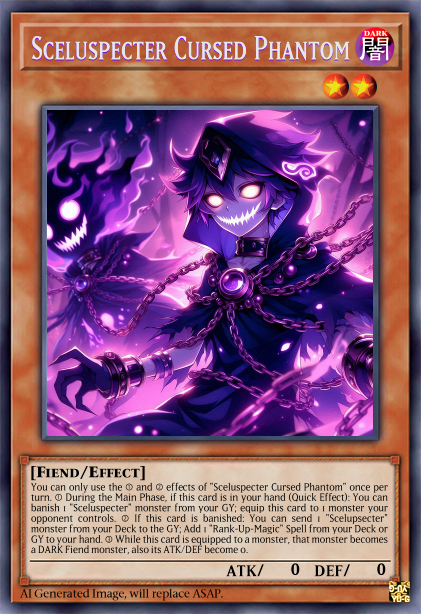 Sceluspecter Cursed Phantom
DARK
闇
[Fiend/Effect]
You can only use the ① and ② effects of "Sceluspecter Cursed Phantom" once per
turn. ① During the Main Phase, if this card is in your hand (Quick Effect): You can
banish 1 "Sceluspecter" monster from your GY; equip this card to 1 monster your
opponent controls. ② If this card is banished: You can send 1 "Scelupsecter"
monster from your Deck to the GY; Add 1 "Rank-Up-Magic" Spell from your Deck or
GY to your hand. ③ While this card is equipped to a monster, that monster becomes
a DARK Fiend monster, also its ATK/DEF become 0.
ATK/ 0 DEF/ 0
AI Generated Image, will replace ASAP.